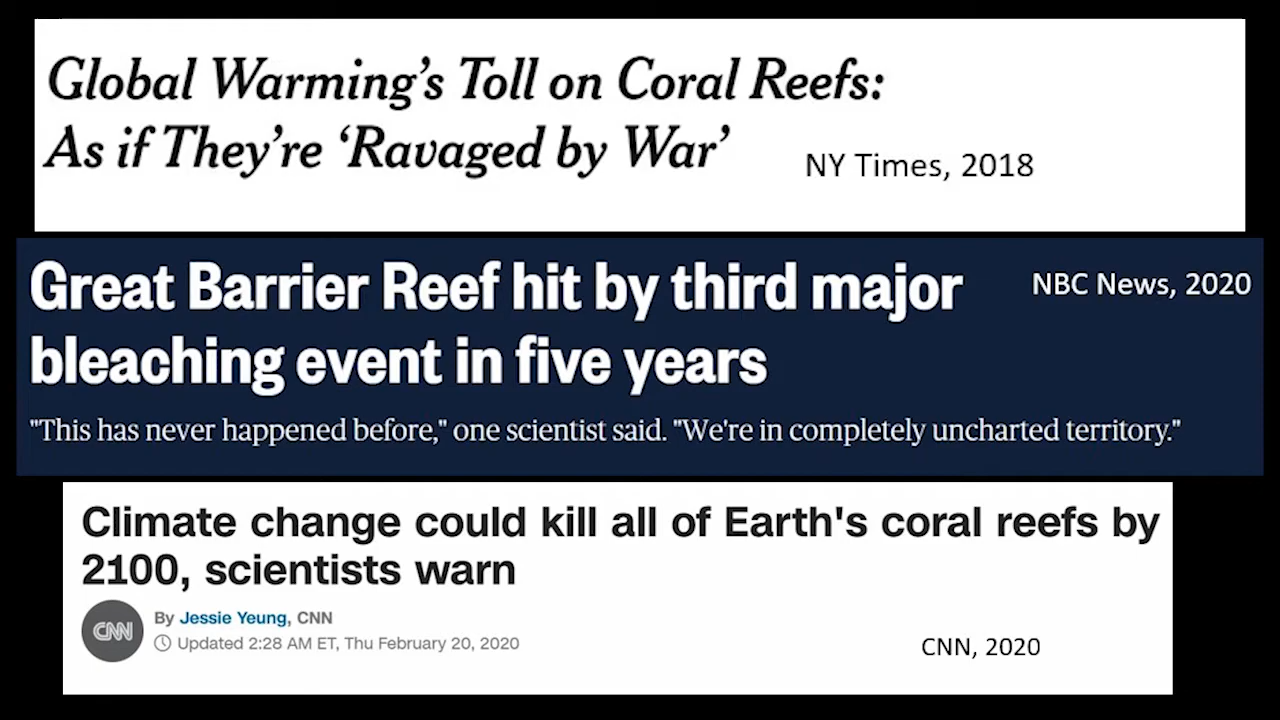 Global Warming's Toll on Coral Reefs:
As if They're ‘Ravaged by War’
NY Times, 2018
Great Barrier Reef hit by third major
NBC News, 2020
bleaching event in five years
"This has never happened before," one scientist said. "We're in completely uncharted territory."
Climate change could kill all of Earth's coral reefs by
2100, scientists warn
CNN
By Jessie Yeung, CNN
Updated 2:28 AM ET, Thu February 20, 2020
CNN, 2020